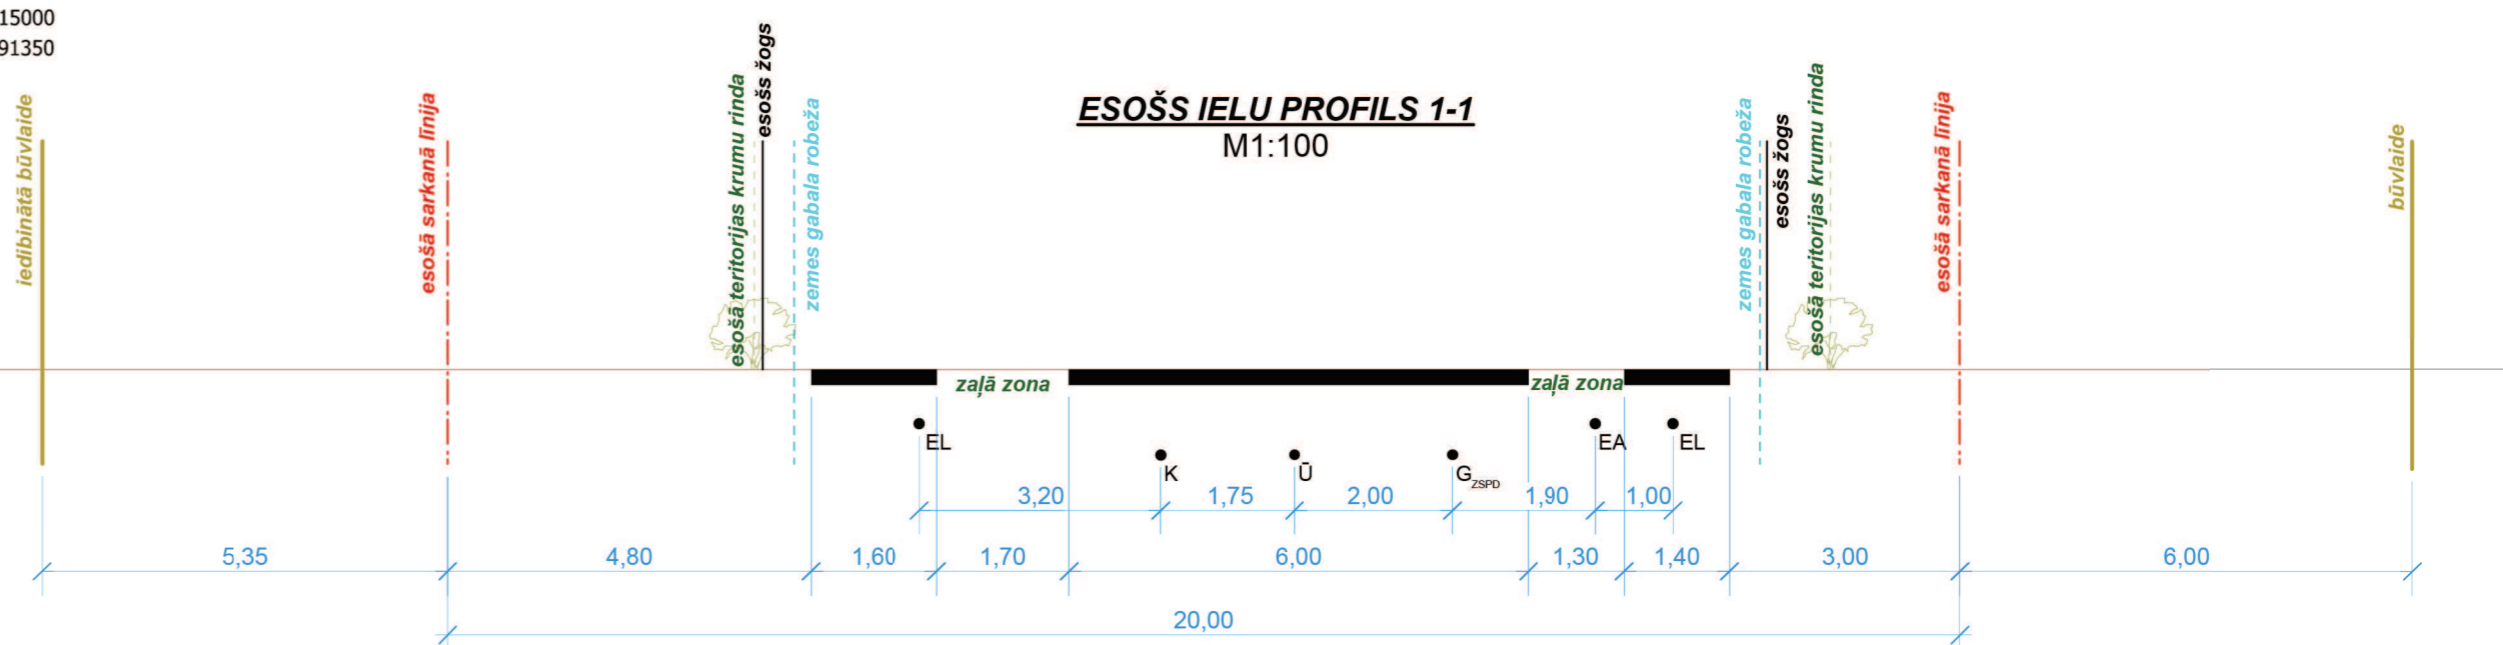 15000
91350
iedibinātā būvlaide
esošā sarkanā līnija
esošā teritorijas krumu rinda
esošs žogs
zemes gabala robeža
ESOŠS IELU PROFILS 1-1
M1:100
zemes gabala robeža
esošs žogs
esošā teritorijas krumu rinda
esošā sarkanā līnija
būvlaide
zaļā zona
zaļā zona
EL
EA
EL
K
Ū
G ZSPD
3,20
1,75
2,00
1,90
1,00
5,35
4,80
1,60
1,70
6,00
1,30
1,40
3,00
6,00
20,00